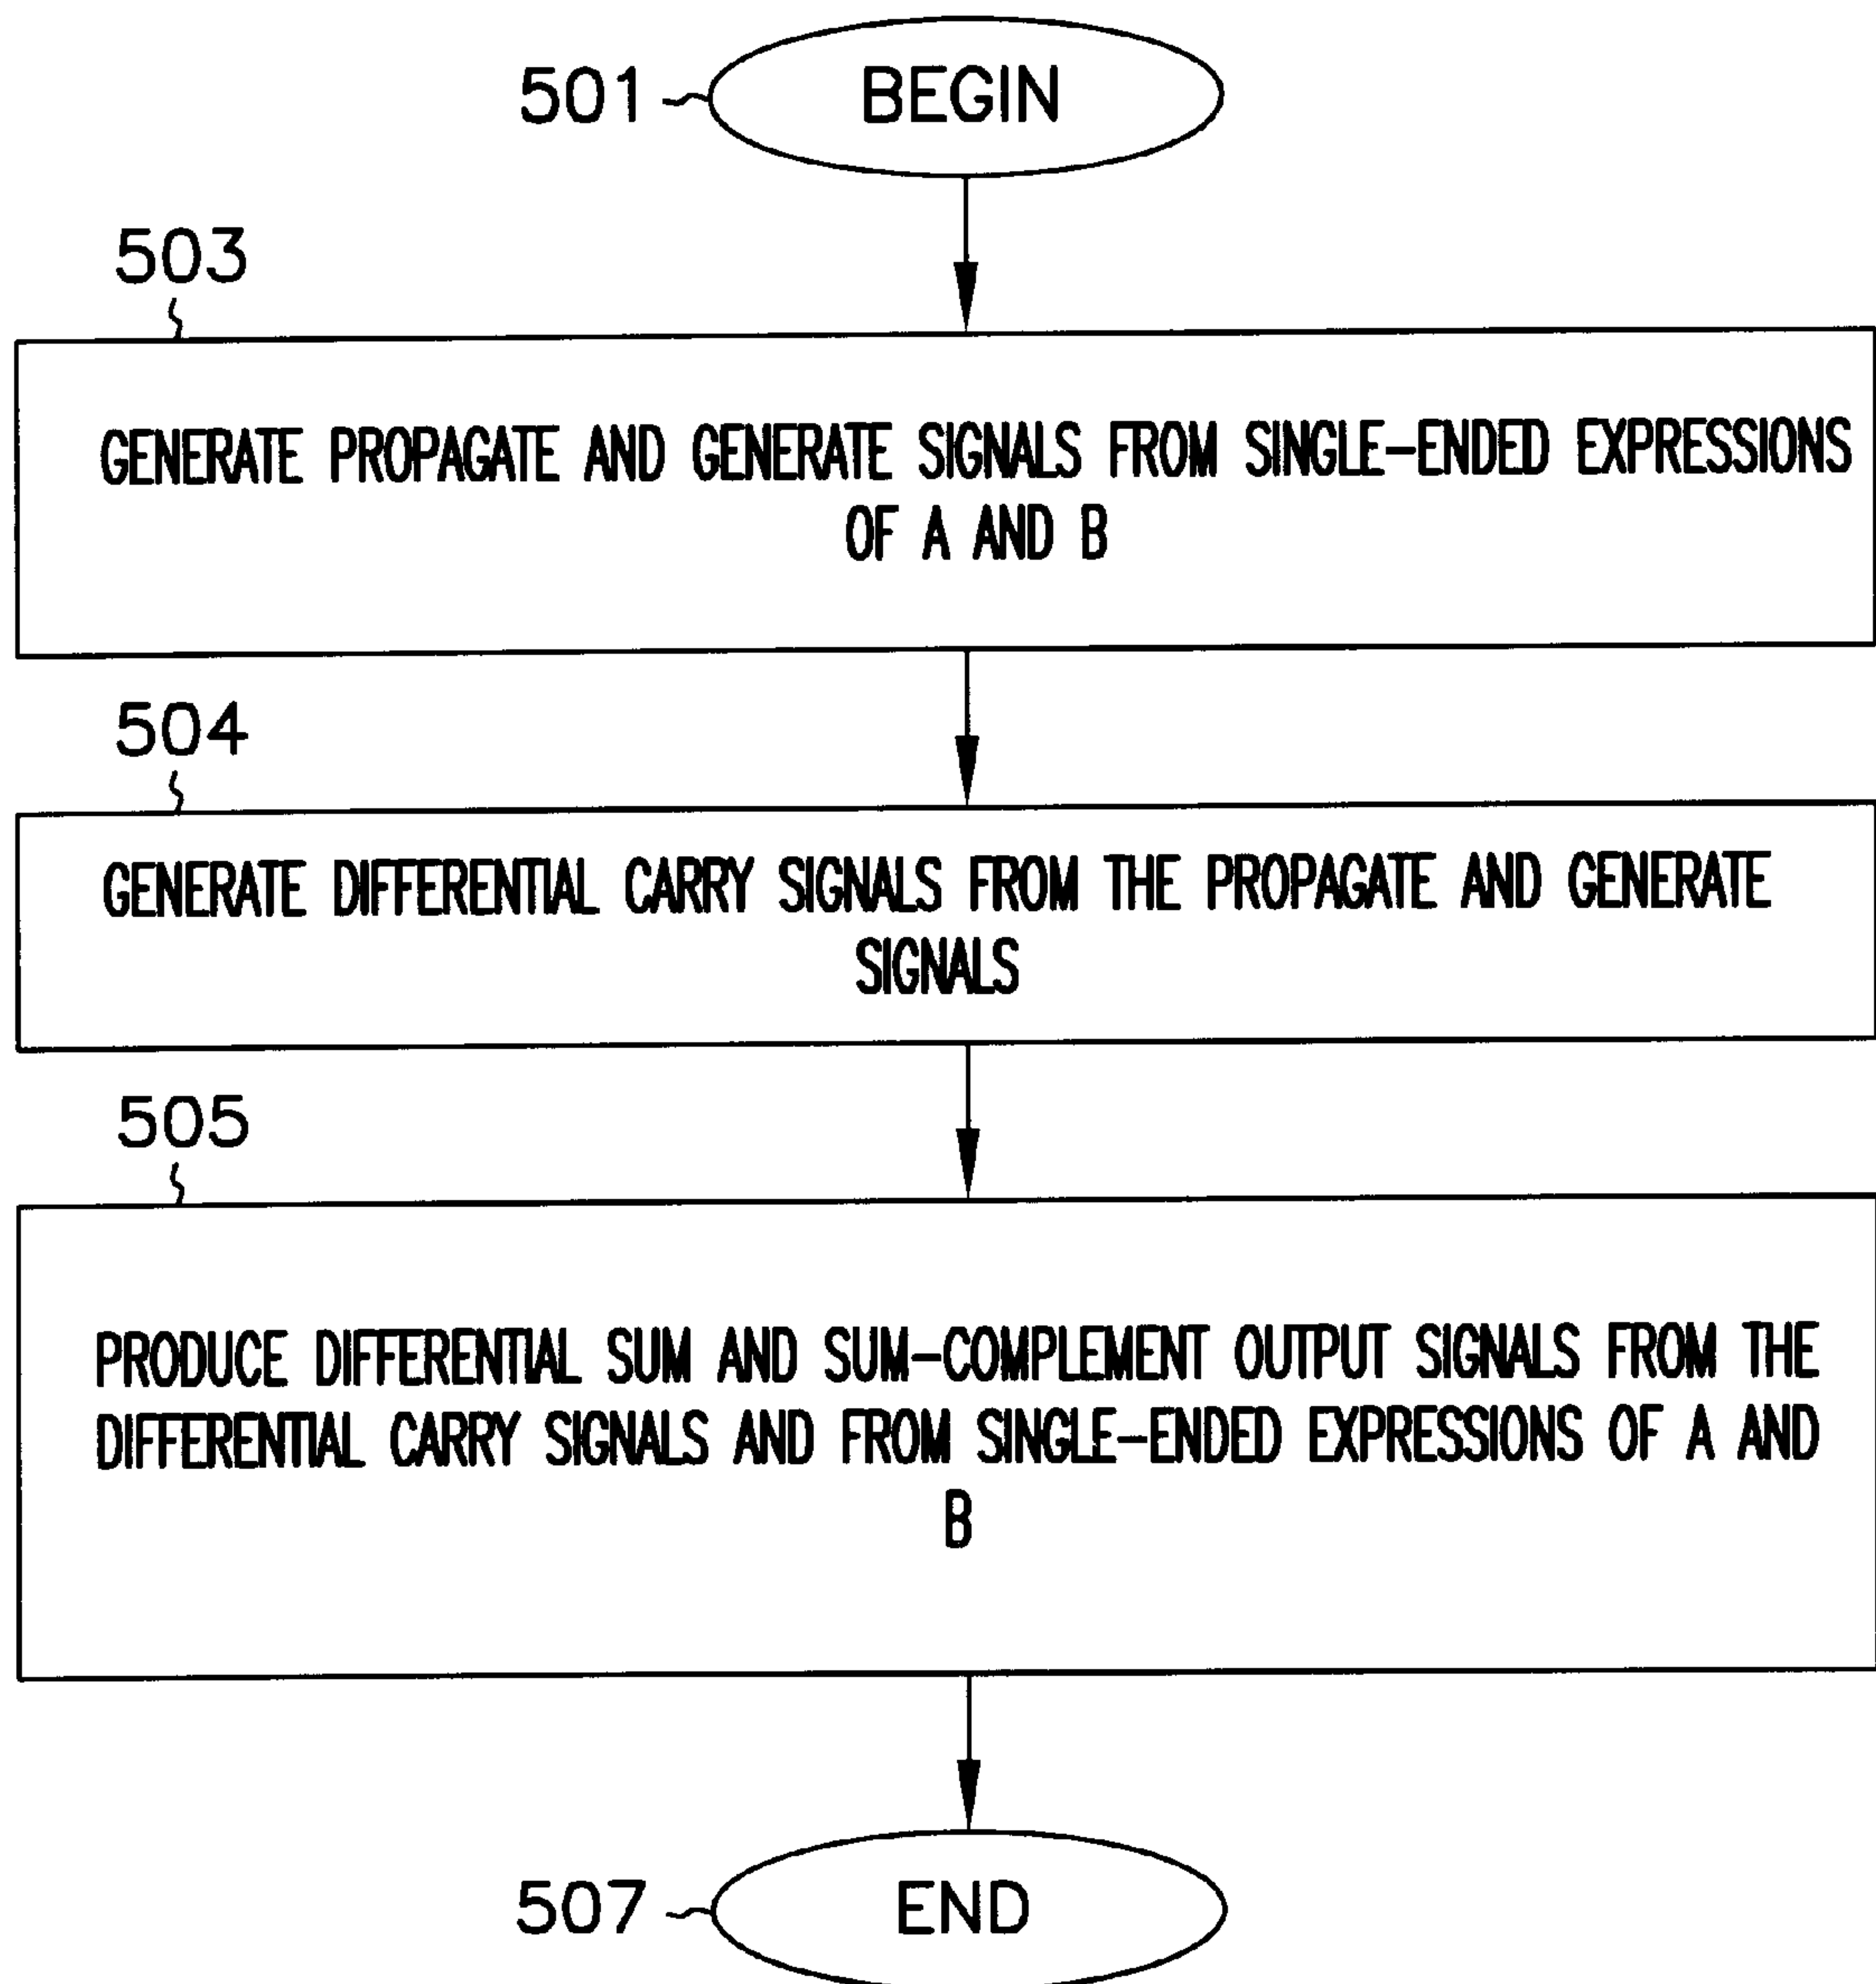 501
BEGIN
503
GENERATE PROPAGATE AND GENERATE SIGNALS FROM SINGLE-ENDED EXPRESSIONS
OF A AND B
504
GENERATE DIFFERENTIAL CARRY SIGNALS FROM THE PROPAGATE AND GENERATE
SIGNALS
505
PRODUCE DIFFERENTIAL SUM AND SUM-COMPLEMENT OUTPUT SIGNALS FROM THE
DIFFERENTIAL CARRY SIGNALS AND FROM SINGLE-ENDED EXPRESSIONS OF A AND
B
507
END